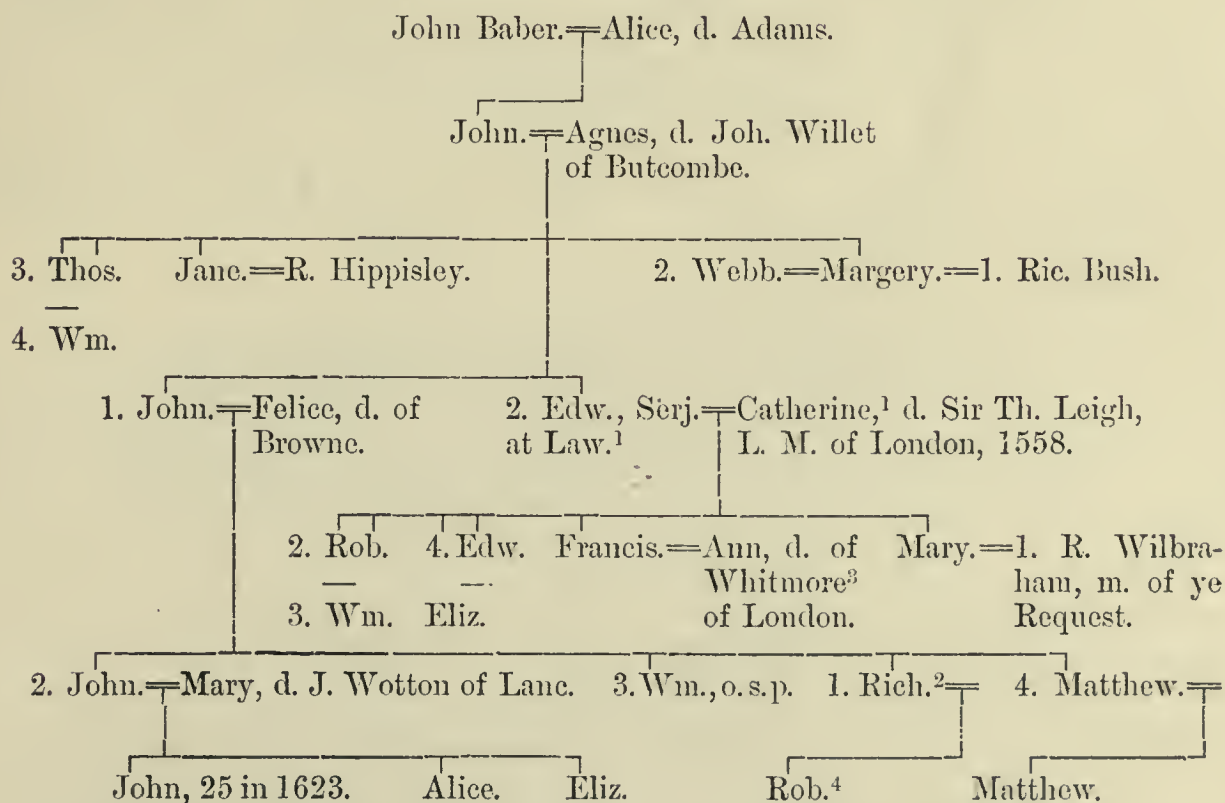 John Baber.=Alice, d. Adams.
John.=Agnes, d. Joh. Willet
of Butcombe.
3. Thos. Jane.=R. Hippisley. 2. Webb.=Margery.=1. Ric. Bush.
4. Wm.
1. John.=Felice, d. of 2. Edw., Serj.=Catherine,¹ d. Sir Th. Leigh,
Browne. at Law.¹ L. M. of London, 1558.
2. Rob. 4. Edw. Francis.=Ann, d. of Mary.=1. R. Wilbra-
Whitmore³ ham, m. of ye
3. Wm. Eliz. of London. Request.
2. John.=Mary, d. J. Wotton of Lanc. 3. Wm., o.s.p. 1. Rich.²= 4. Matthew.=
John, 25 in 1623. Alice. Eliz. Rob.⁴ Matthew.